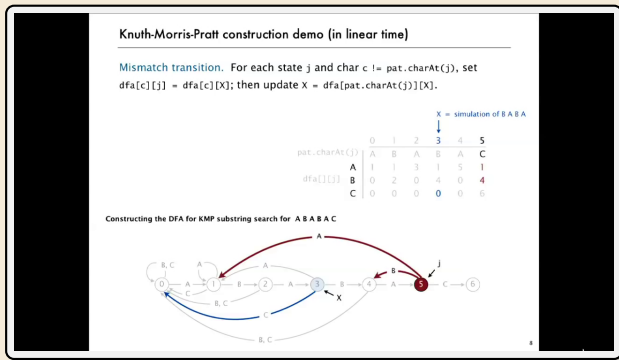 Knuth-Morris-Pratt construction demo (in linear time)
Mismatch transition. For each state j and char c != pat.charAt(j), set
dfa[c][j] = dfa[c][X]; then update X = dfa[pat.charAt(j)][X].
X = simulation of B A B A
0 1 2 3 4 5
pat.charAt(j) A B A B A C
A 1 1 3 1 5 1
dfa[][j] B 0 2 0 4 0 4
C 0 0 0 0 0 6
Constructing the DFA for KMP substring search for A B A B A C
A
j
B, C A A B
0 A 1 B 2 A 3 B 4 A 5 C 6
C X
B, C
C
B, C
8